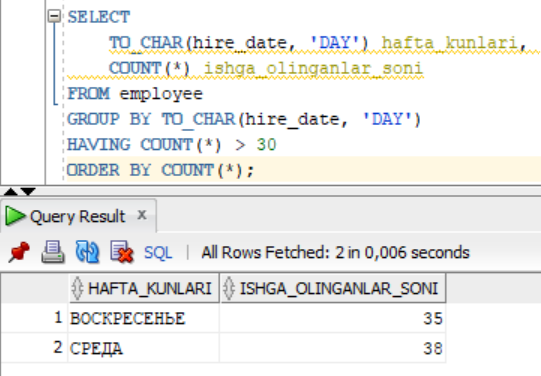 SELECT
TO_CHAR(hire_date, 'DAY') hafta_kunlari,
COUNT(*) ishga_olinganlar_soni
FROM employee
GROUP BY TO_CHAR(hire_date, 'DAY')
HAVING COUNT(*) > 30
ORDER BY COUNT(*);
Query Result x
SQL | All Rows Fetched: 2 in 0,006 seconds
HAFTA_KUNLARI ISHGA_OLINGANLAR_SONI
1 ВОСКРЕСЕНЬЕ 35
2 СРЕДА 38